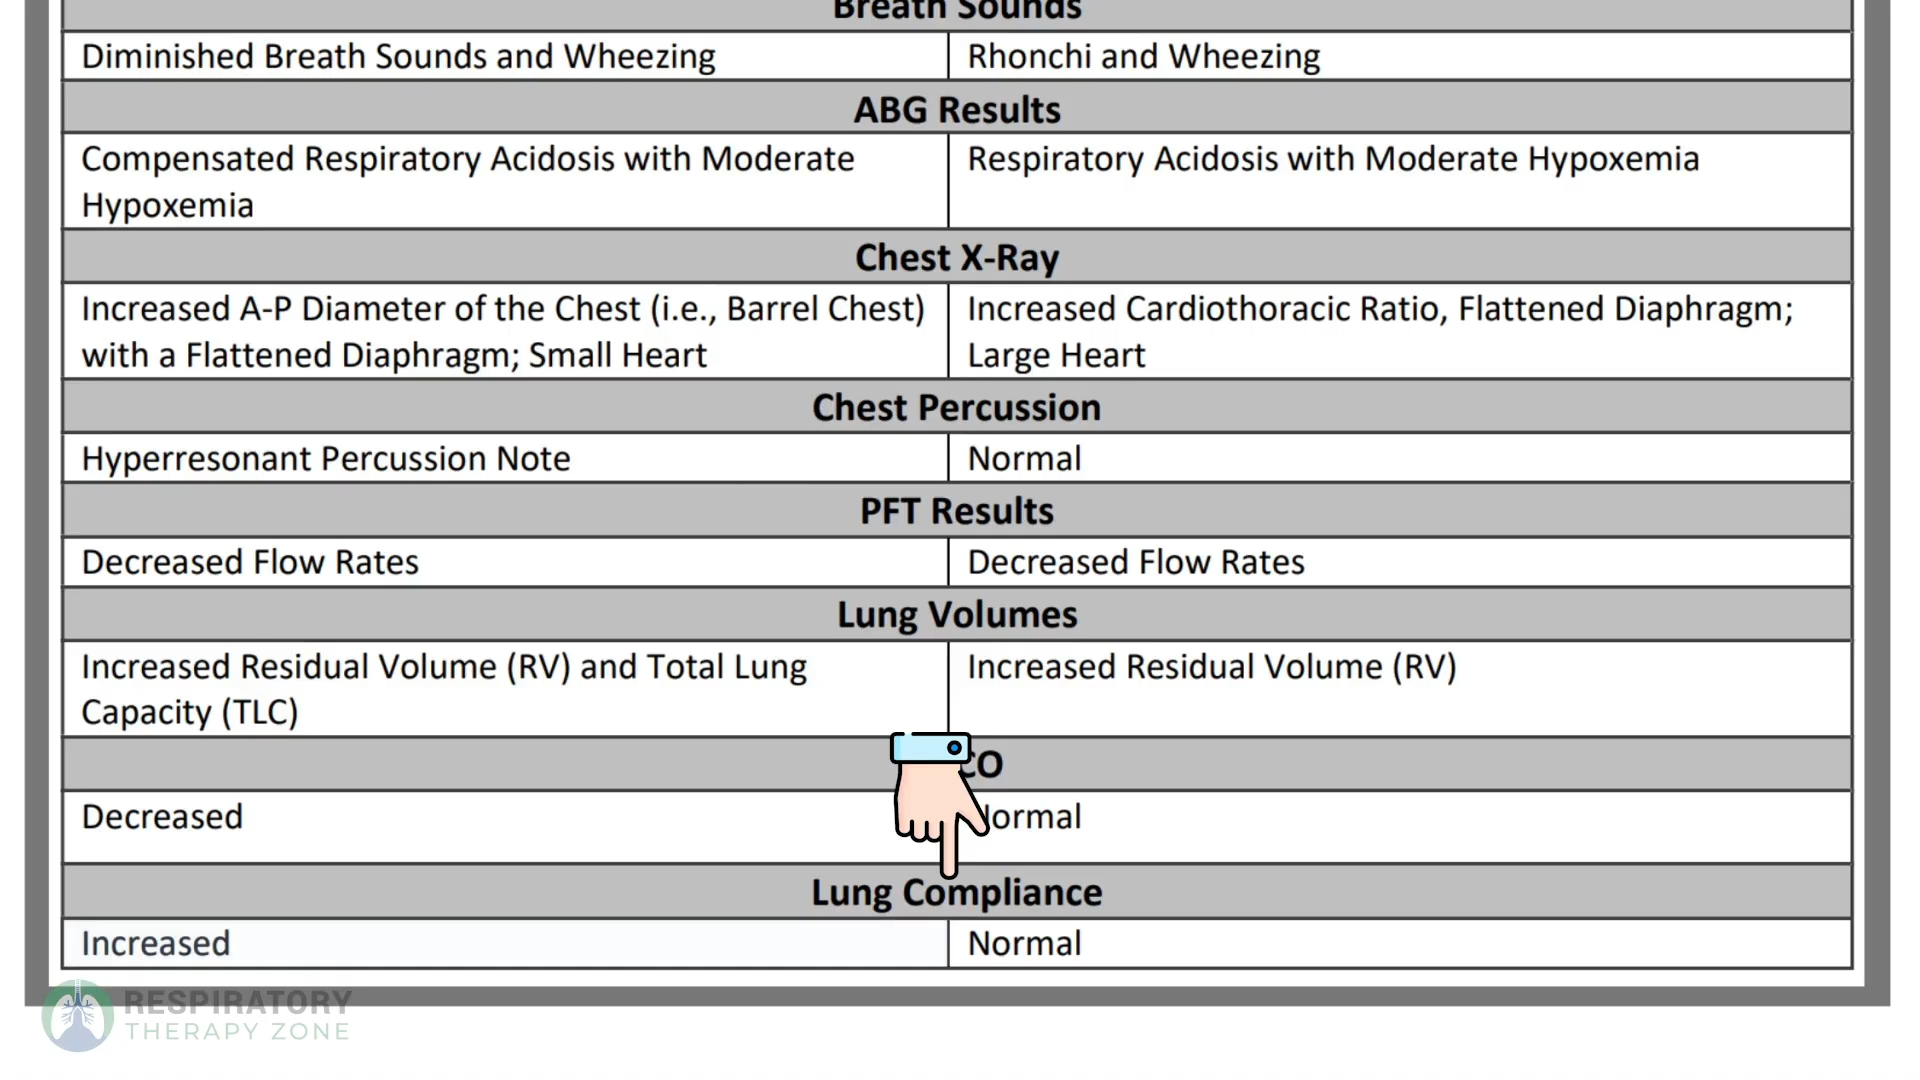 Breath Sounds
Diminished Breath Sounds and Wheezing
Rhonchi and Wheezing
ABG Results
Compensated Respiratory Acidosis with Moderate
Hypoxemia
Respiratory Acidosis with Moderate Hypoxemia
Chest X-Ray
Increased A-P Diameter of the Chest (i.e., Barrel Chest)
with a Flattened Diaphragm; Small Heart
Increased Cardiothoracic Ratio, Flattened Diaphragm;
Large Heart
Chest Percussion
Hyperresonant Percussion Note
Normal
PFT Results
Decreased Flow Rates
Decreased Flow Rates
Lung Volumes
Increased Residual Volume (RV) and Total Lung
Capacity (TLC)
Increased Residual Volume (RV)
Decreased
Normal
Lung Compliance
Increased
Normal
RESPIRATORY
THERAPY ZONE